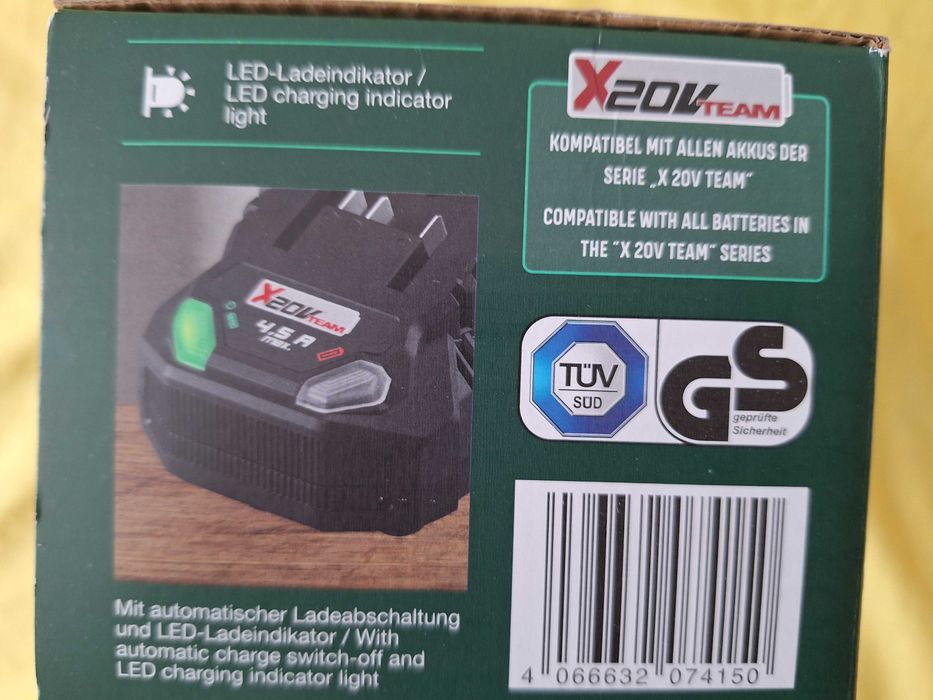 LED-Ladeindikator /
LED charging indicator
light
X20V TEAM
KOMPATIBEL MIT ALLEN AKKUS DER
SERIE „X 20V TEAM“
COMPATIBLE WITH ALL BATTERIES IN
THE "X 20V TEAM" SERIES
X20V TEAM
4,5 A
max.
TÜV
SÜD
GS
geprüfte
Sicherheit
Mit automatischer Ladeabschaltung
und LED-Ladeindikator / With
automatic charge switch-off and
LED charging indicator light
4 066632 074150